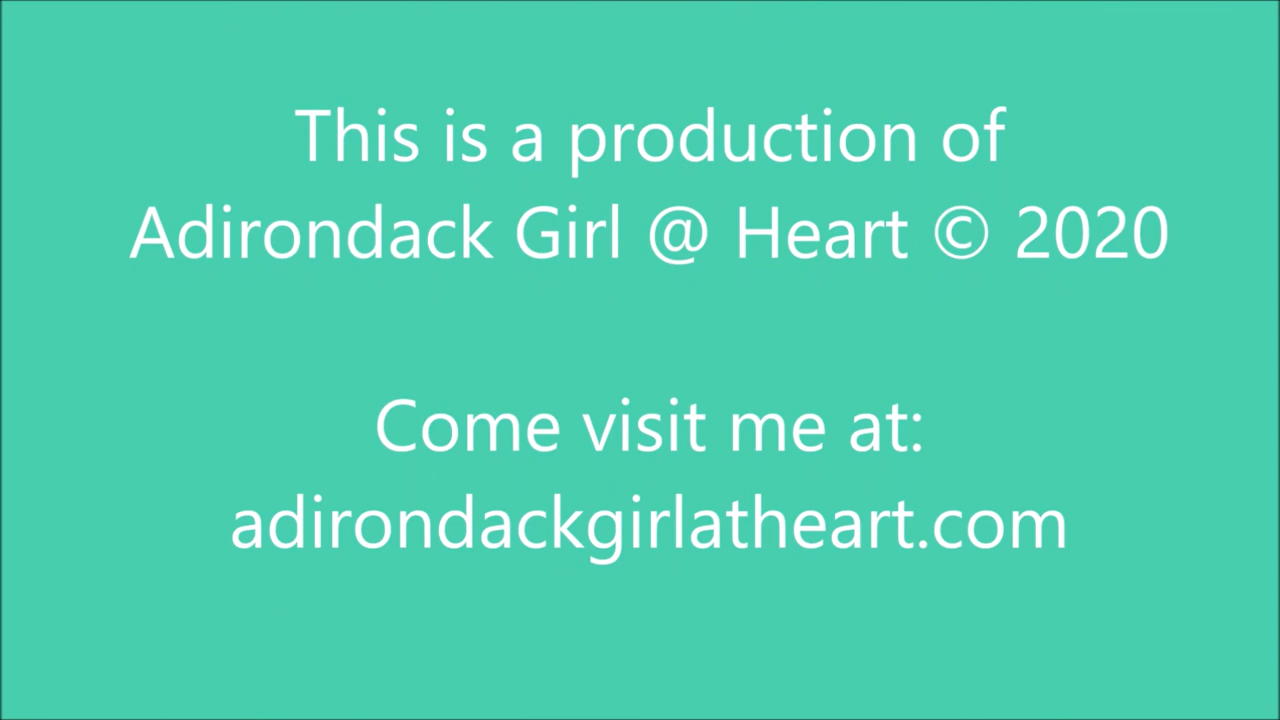 This is a production of
Adirondack Girl @ Heart © 2020
Come visit me at:
adirondackgirlatheart.com